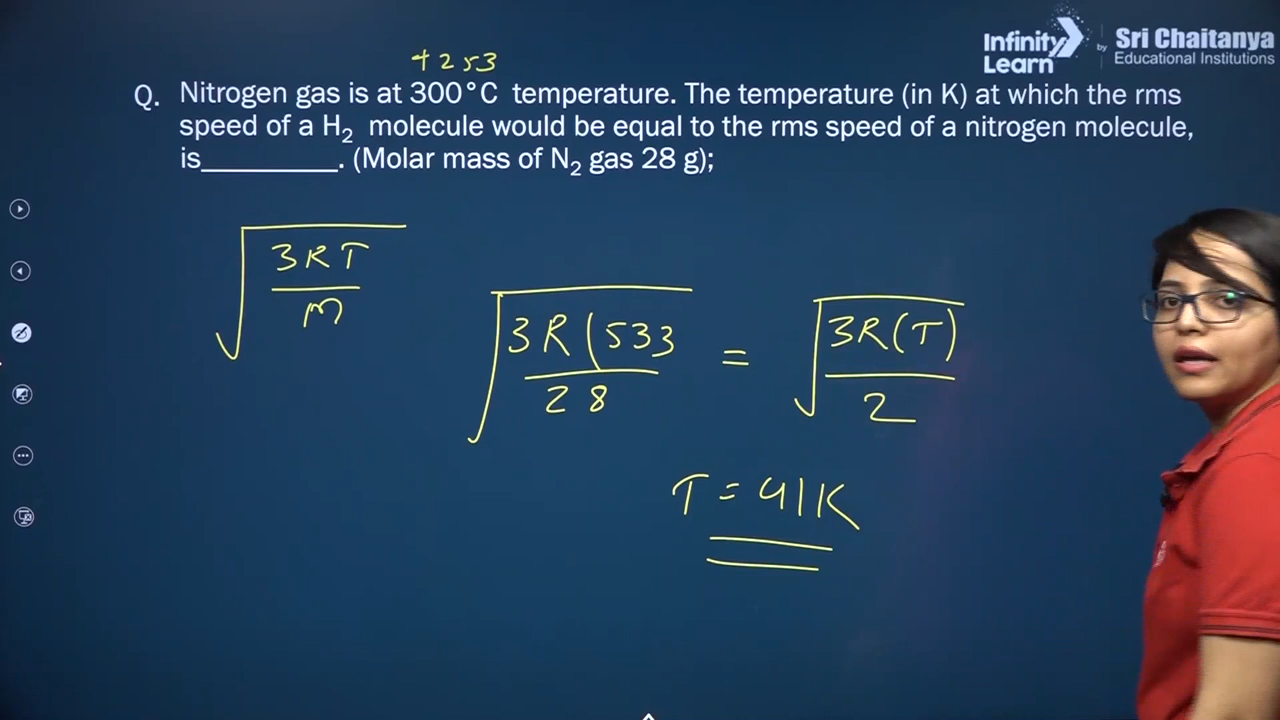 Infinity Learn by Sri Chaitanya Educational Institutions
+253
Q. Nitrogen gas is at 300°C temperature. The temperature (in K) at which the rms
speed of a H₂ molecule would be equal to the rms speed of a nitrogen molecule,
is_________. (Molar mass of N₂ gas 28 g);
√(3RT/M)
√(3R(533/28) = √(3R(T)/2)
T = 41K